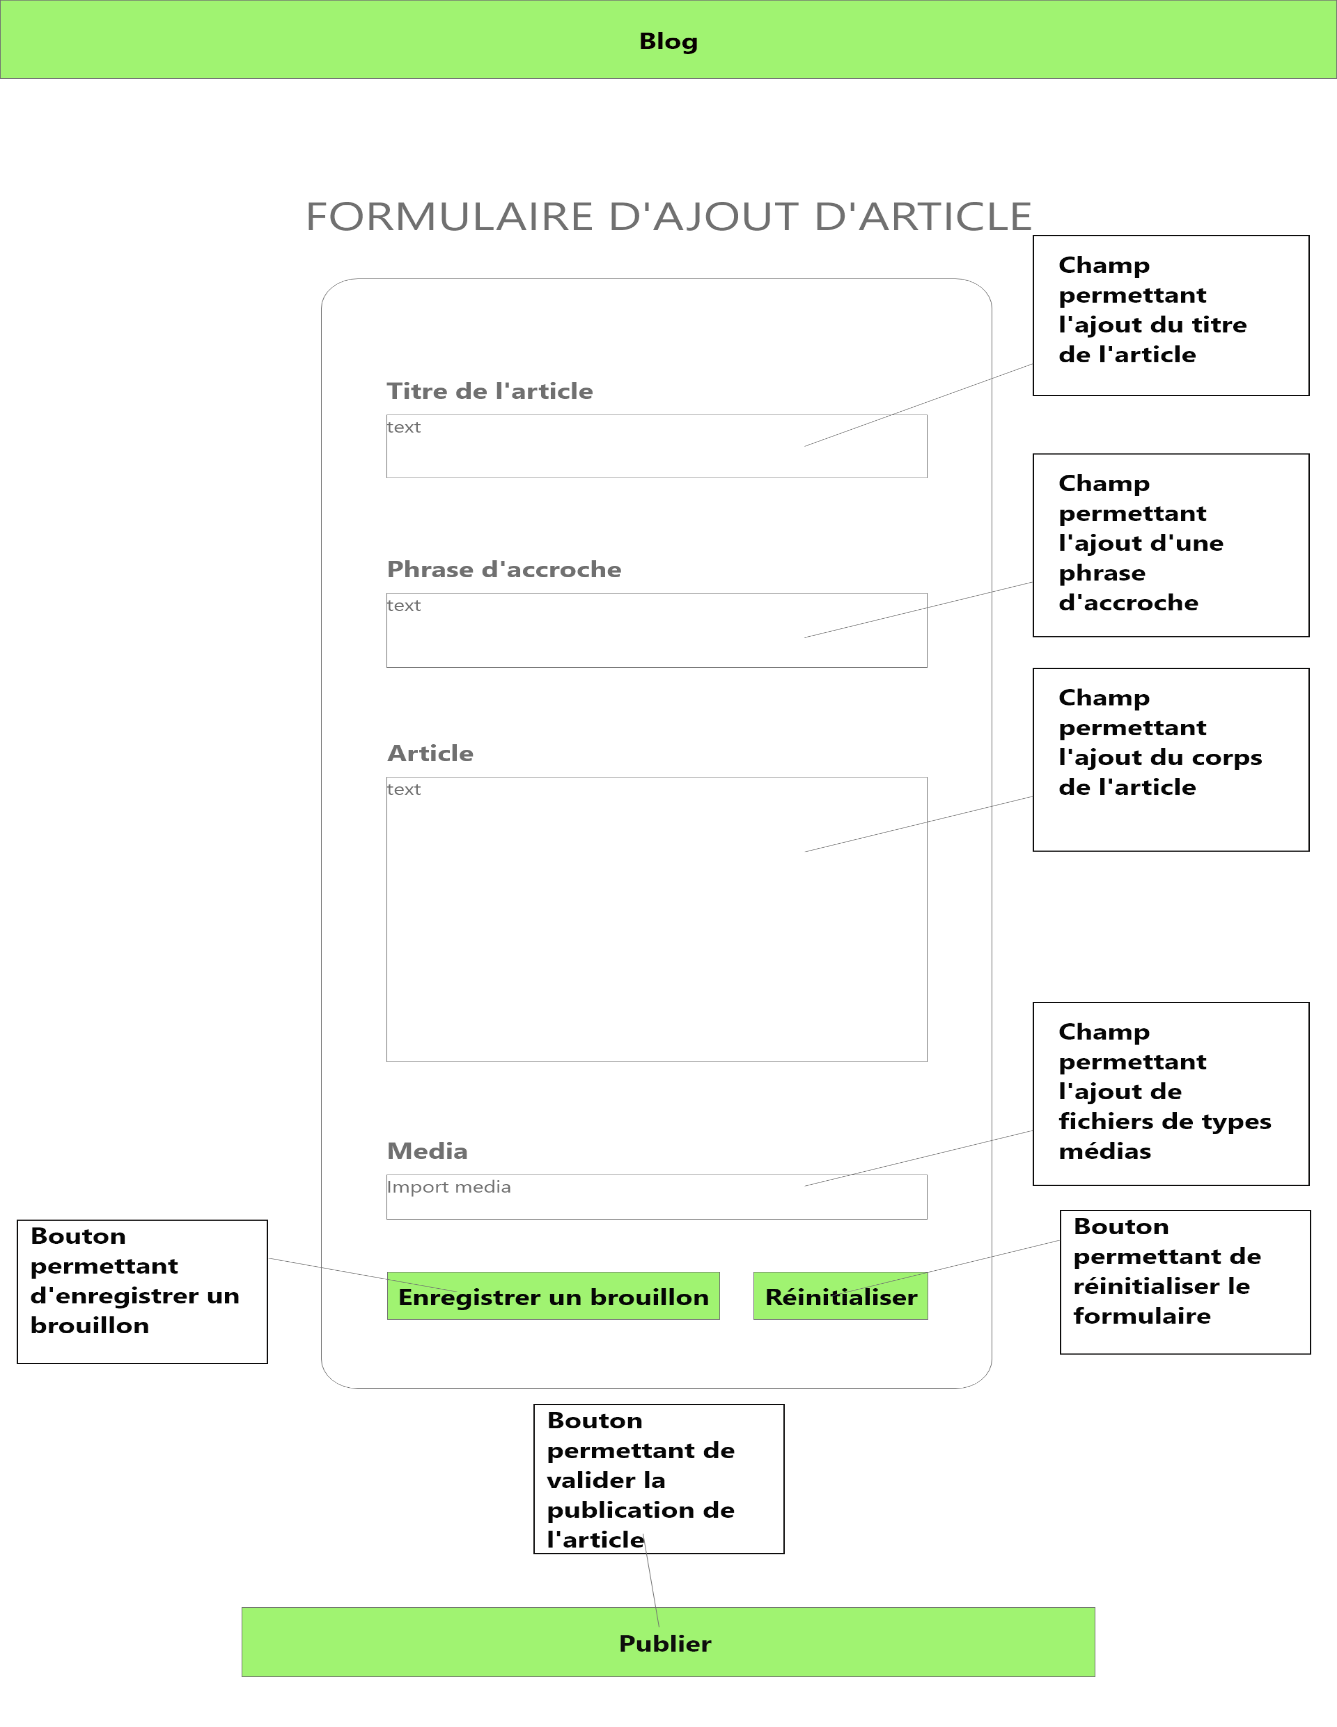 Blog
FORMULAIRE D'AJOUT D'ARTICLE
Champ
permettant
l'ajout du titre
de l'article
Titre de l'article
text
Champ
permettant
l'ajout d'une
phrase
d'accroche
Phrase d'accroche
text
Champ
permettant
l'ajout du corps
de l'article
Article
text
Champ
permettant
l'ajout de
fichiers de types
médias
Media
Import media
Bouton
permettant
d'enregistrer un
brouillon
Bouton
permettant de
réinitialiser le
formulaire
Enregistrer un brouillon
Réinitialiser
Bouton
permettant de
valider la
publication de
l'article
Publier